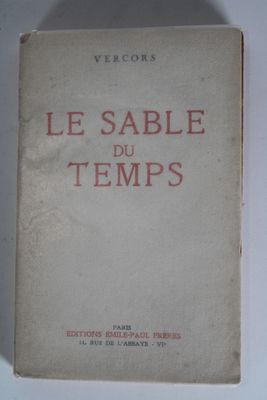 VERCORS
LE SABLE
DU
TEMPS
PARIS
EDITIONS EMILE-PAUL FRÈRES
14, RUE DE L'ABBAYE - VIe